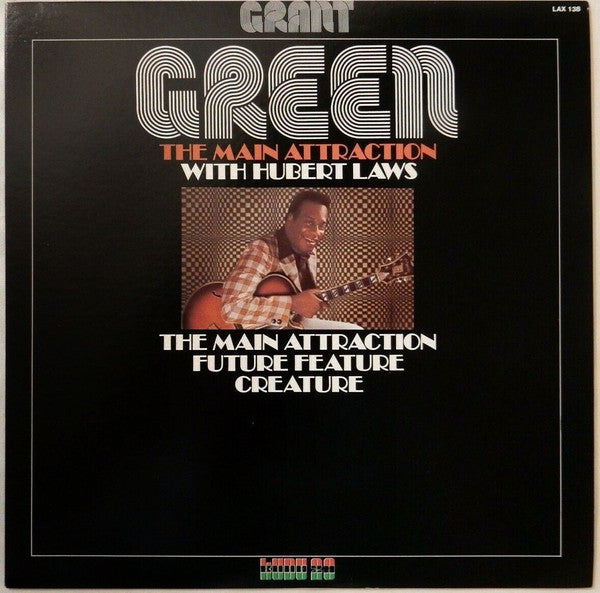 GRANT
LAX 138
GREEN
THE MAIN ATTRACTION
WITH HUBERT LAWS
THE MAIN ATTRACTION
FUTURE FEATURE
CREATURE
KUDU 29